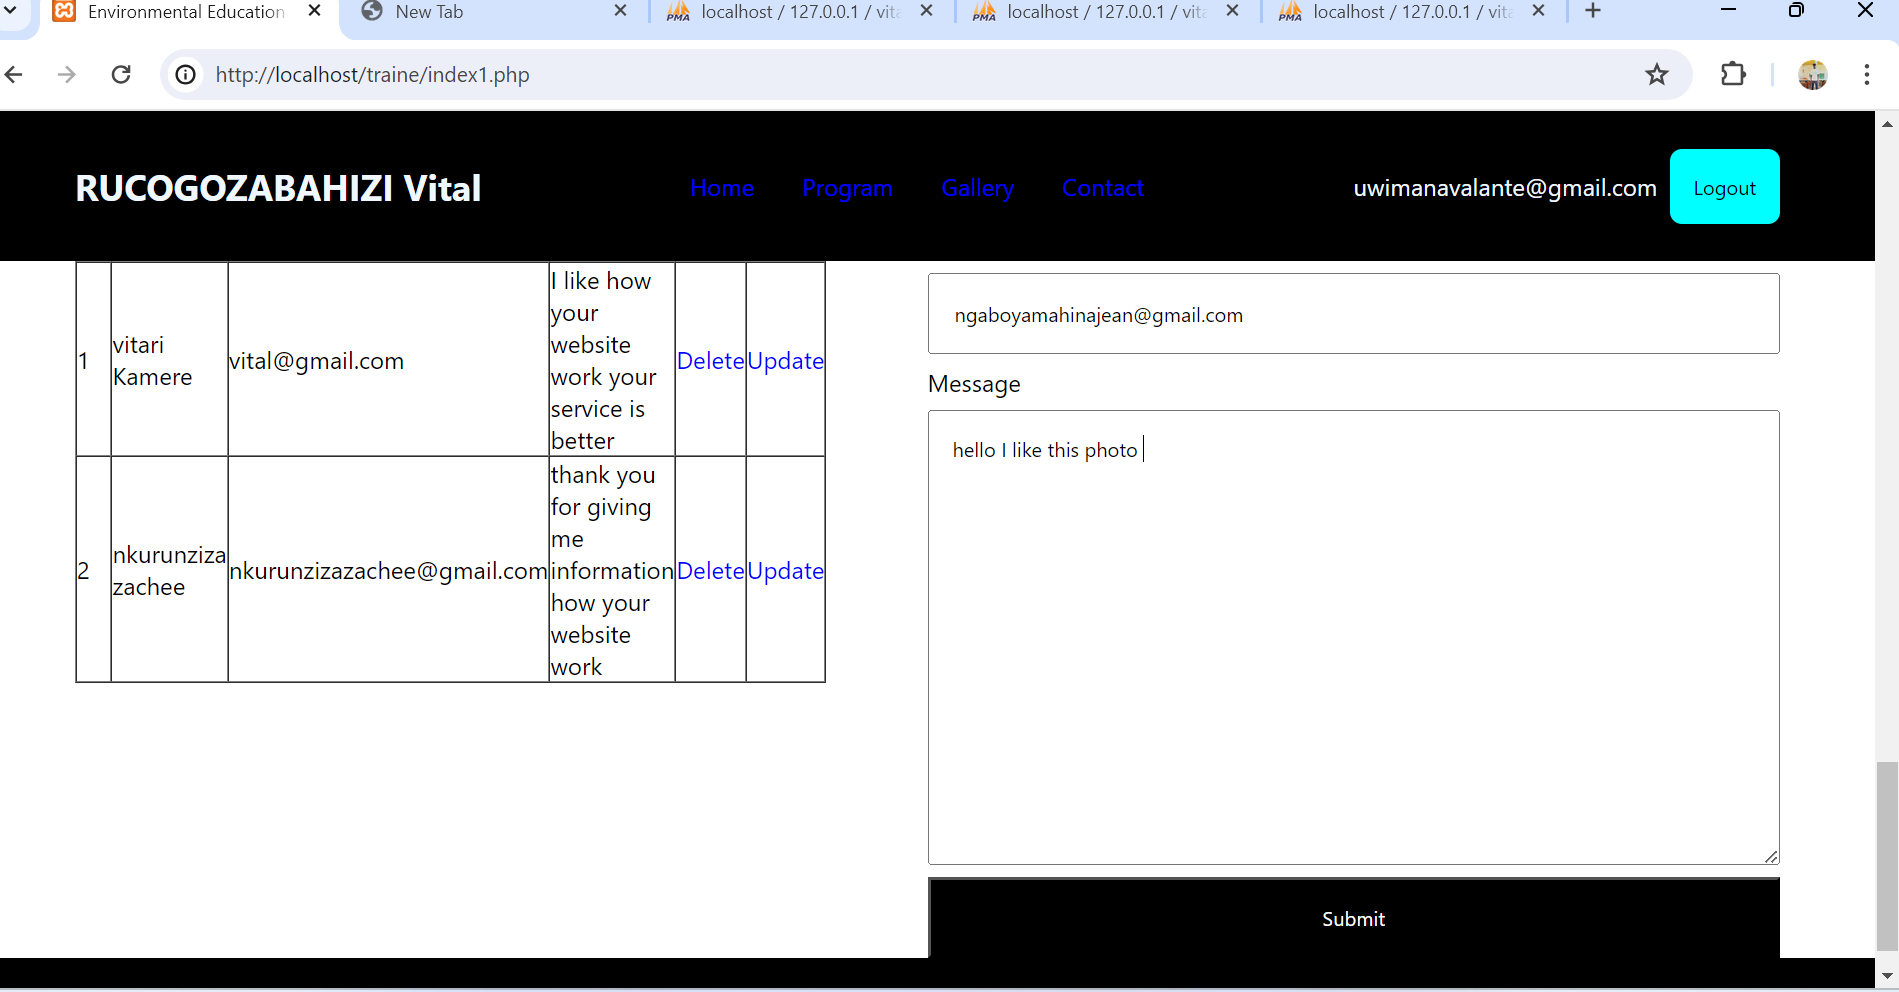 Environmental Education
New Tab
localhost / 127.0.0.1 / vita
localhost / 127.0.0.1 / vita
localhost / 127.0.0.1 / vita
http://localhost/traine/index1.php
RUCOGOZABAHIZI Vital
Home
Program
Gallery
Contact
uwimanavalante@gmail.com
Logout
1
vitari
Kamere
vital@gmail.com
I like how
your
website
work your
service is
better
Delete
Update
2
nkurunziza
zachee
nkurunzizazachee@gmail.com
thank you
for giving
me
information
how your
website
work
Delete
Update
ngaboyamahinajean@gmail.com
Message
hello I like this photo
Submit